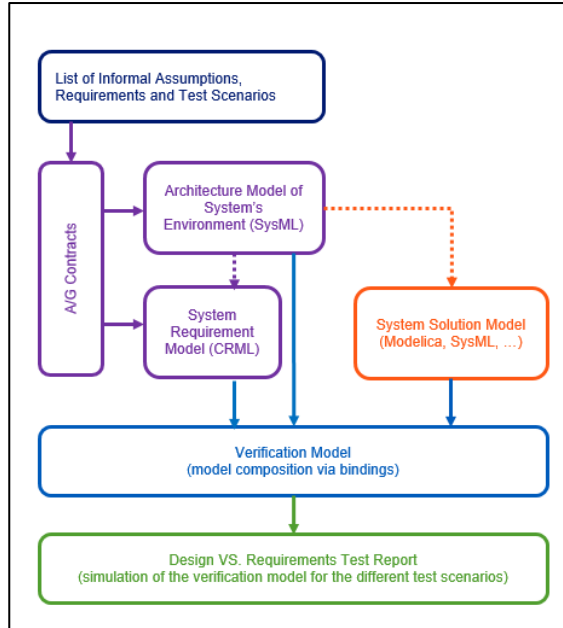 List of Informal Assumptions,
Requirements and Test Scenarios
A/G Contracts
Architecture Model of
System's
Environment (SysML)
System
Requirement
Model (CRML)
System Solution Model
(Modelica, SysML, ...)
Verification Model
(model composition via bindings)
Design VS. Requirements Test Report
(simulation of the verification model for the different test scenarios)